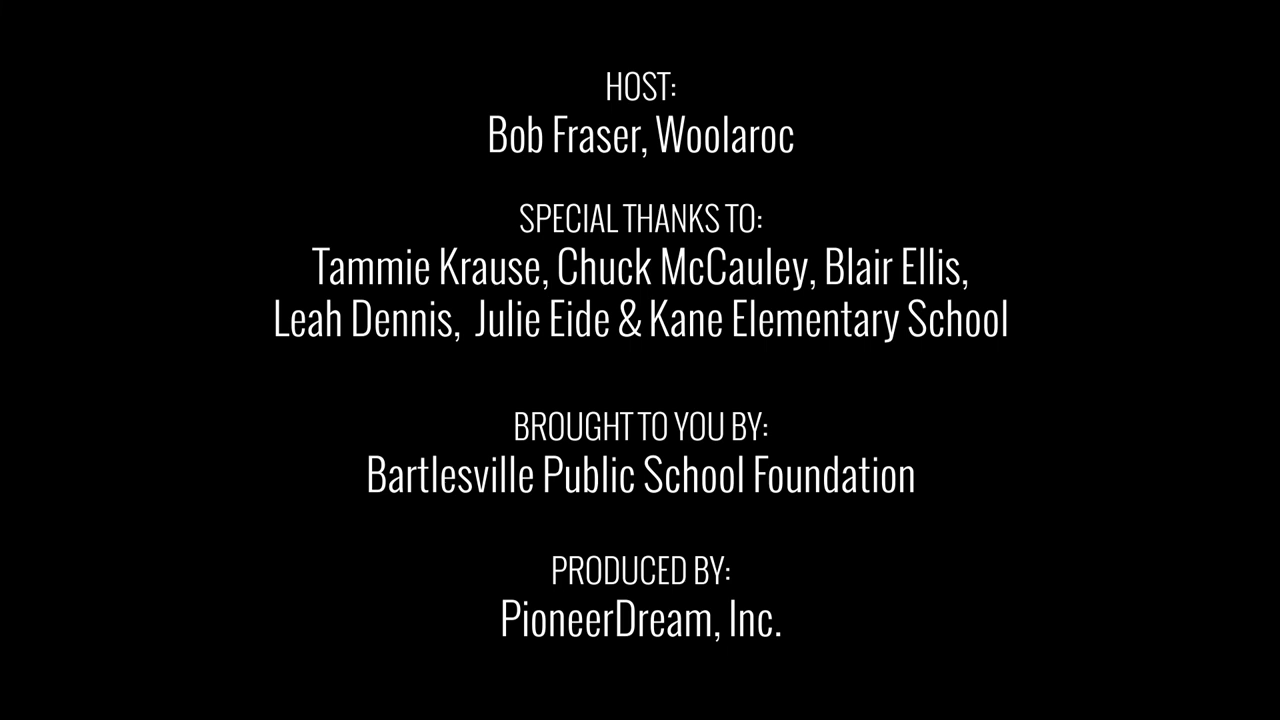 HOST:
Bob Fraser, Woolaroc
SPECIAL THANKS TO:
Tammie Krause, Chuck McCauley, Blair Ellis,
Leah Dennis, Julie Eide & Kane Elementary School
BROUGHT TO YOU BY:
Bartlesville Public School Foundation
PRODUCED BY:
PioneerDream, Inc.